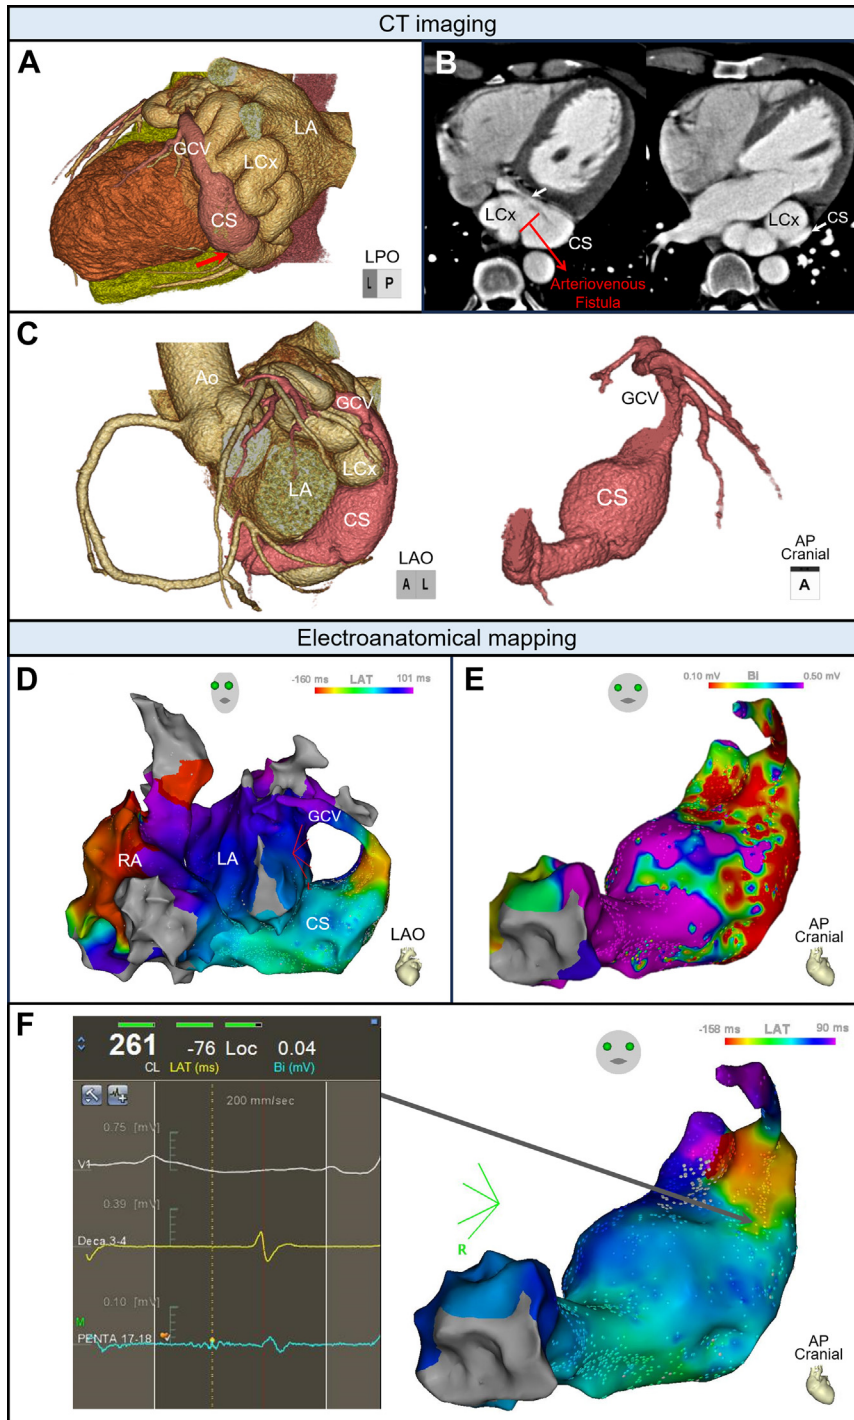 CT imaging
A
GCV
LA
LCx
CS
LPO
L P
B
LCx
CS
Arteriovenous
Fistula
LCx
CS
C
Ao
GCV
LCx
LA
CS
LAO
A L
GCV
CS
AP
Cranial
A
Electroanatomical mapping
D
-160 ms LAT 101 ms
GCV
RA
LA
CS
LAO
E
0.10 mV Bi 0.50 mV
AP
Cranial
F
261 -76 Loc 0.04
CL LAT (ms) Bi (mV)
200 mm/sec
0.75 [mV]
V1
0.39 [mV]
Deca 3-4
0.10 [mV]
M
PENTA 17-18
-158 ms LAT 90 ms
R
AP
Cranial